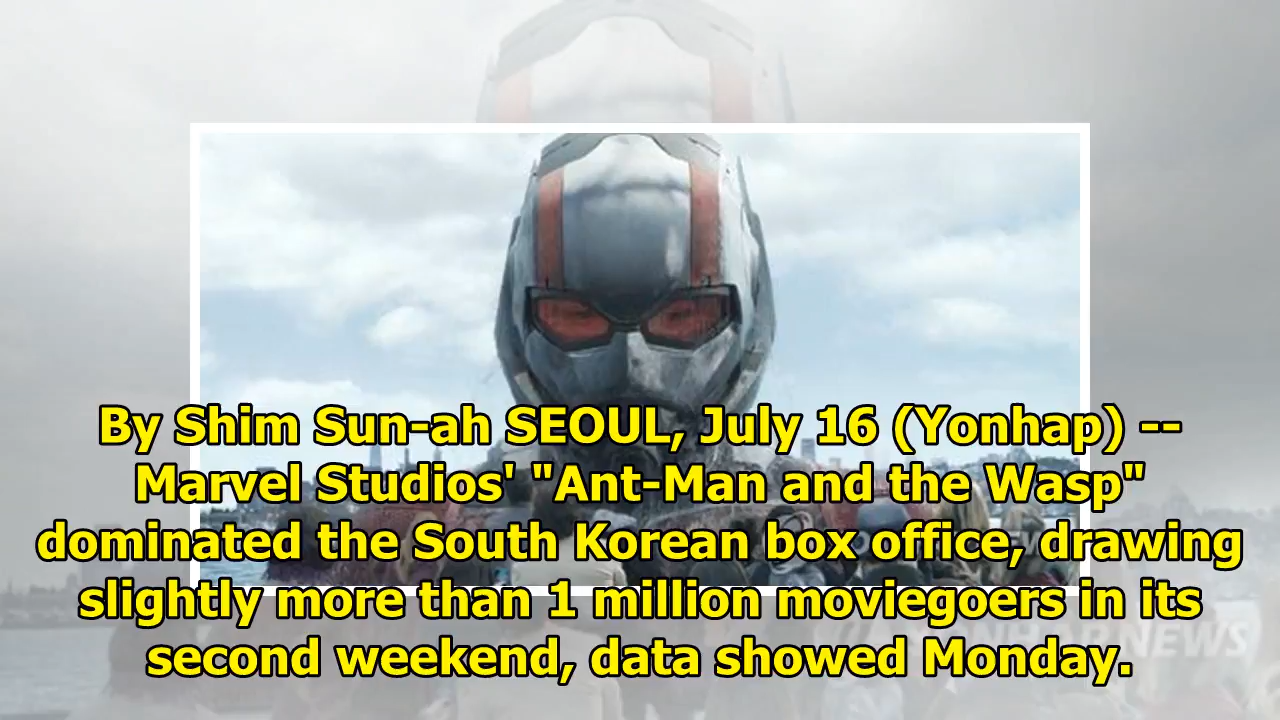 By Shim Sun-ah SEOUL, July 16 (Yonhap) --
Marvel Studios' "Ant-Man and the Wasp"
dominated the South Korean box office, drawing
slightly more than 1 million moviegoers in its
second weekend, data showed Monday.
NEWS